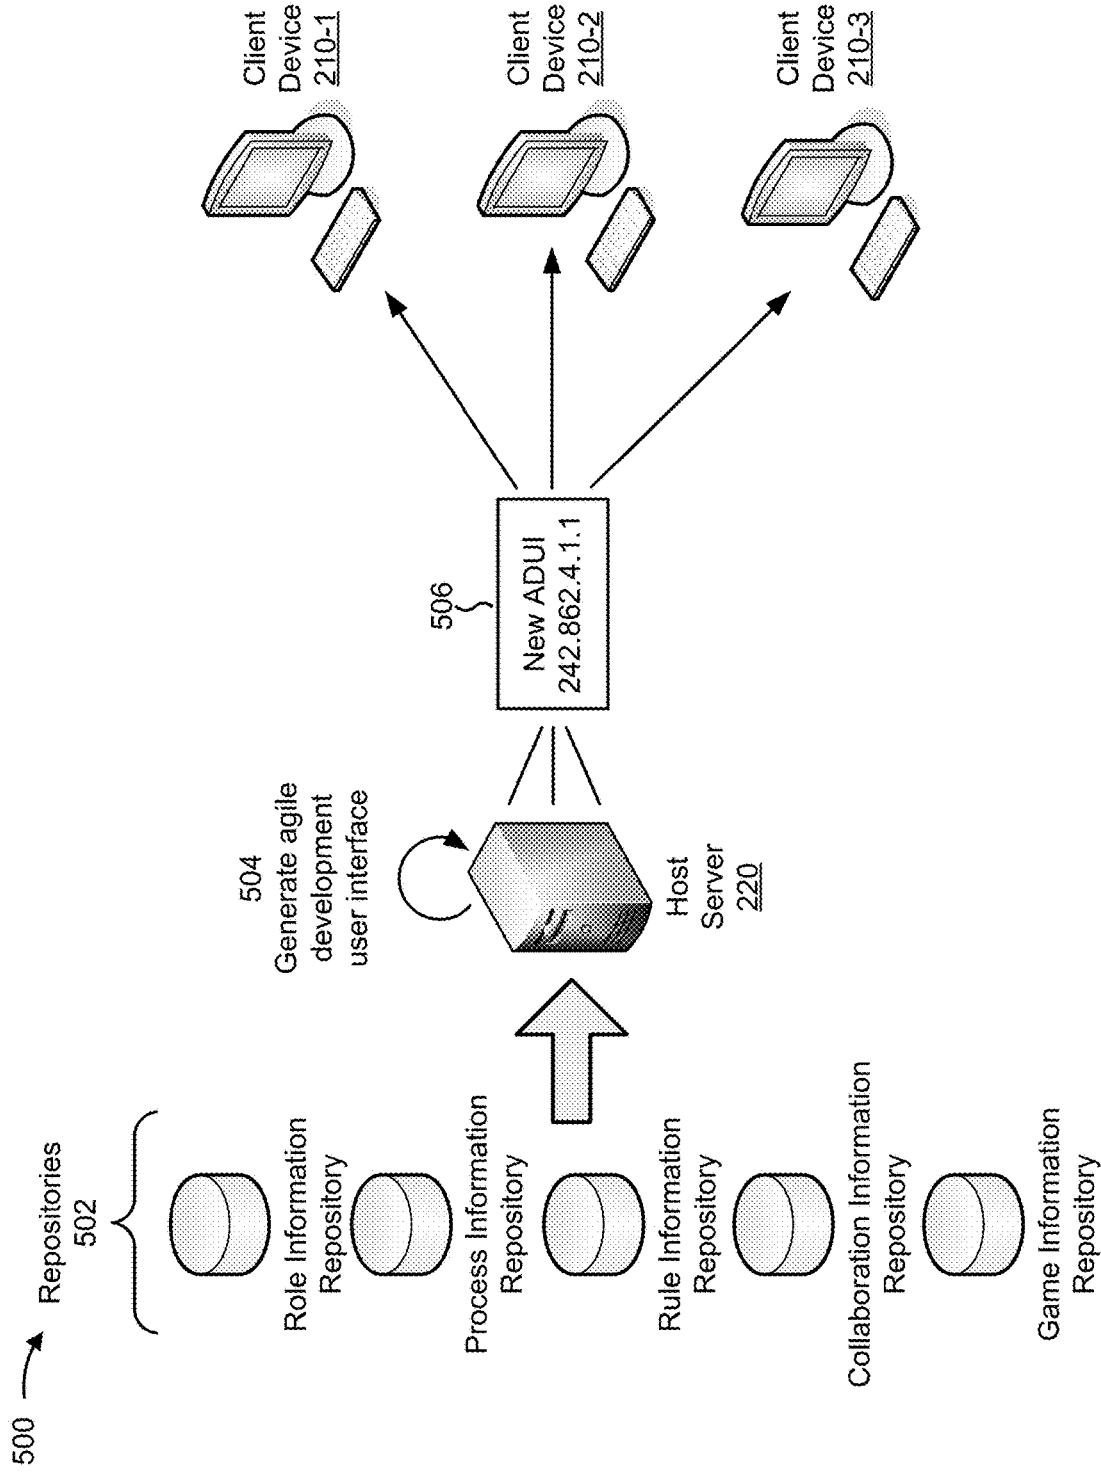 500
Repositories
502
Role Information
Repository
Process Information
Repository
Rule Information
Repository
Collaboration Information
Repository
Game Information
Repository
504
Generate agile
development
user interface
Host
Server
220
506
New ADUI
242.862.4.1.1
Client
Device
210-1
Client
Device
210-2
Client
Device
210-3